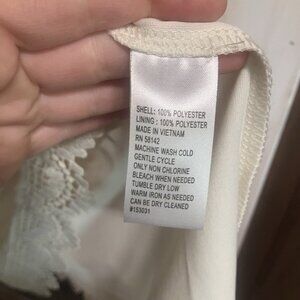 SHELL: 100% POLYESTER
LINING : 100% POLYESTER
MADE IN VIETNAM
RN 58142
MACHINE WASH COLD
GENTLE CYCLE
ONLY NON CHLORINE
BLEACH WHEN NEEDED
TUMBLE DRY LOW
WARM IRON AS NEEDED
CAN BE DRY CLEANED
#153031